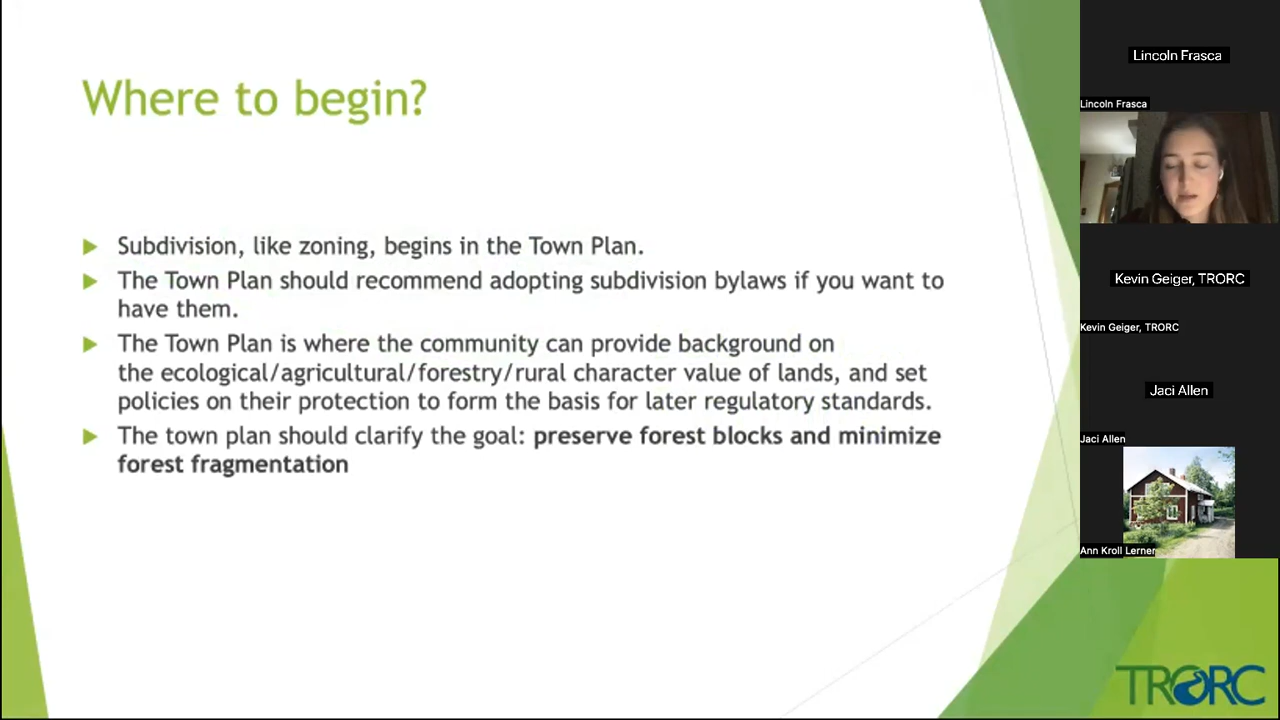 Where to begin?
Subdivision, like zoning, begins in the Town Plan.
The Town Plan should recommend adopting subdivision bylaws if you want to
have them.
The Town Plan is where the community can provide background on
the ecological/agricultural/forestry/rural character value of lands, and set
policies on their protection to form the basis for later regulatory standards.
The town plan should clarify the goal: preserve forest blocks and minimize
forest fragmentation
Lincoln Frasca
Lincoln Frasca
Kevin Geiger, TRORC
Kevin Geiger, TRORC
Jaci Allen
Jaci Allen
Ann Kroll Lerner
TRORC